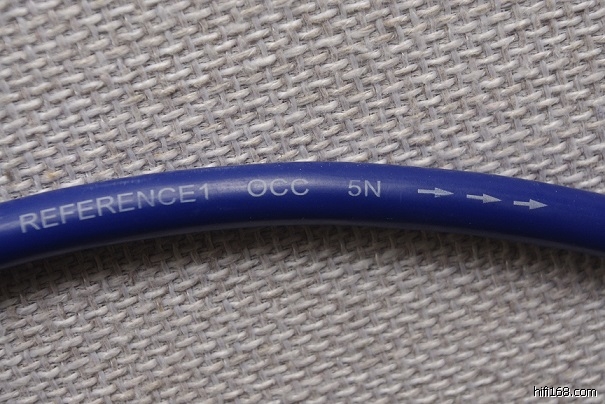 REFERENCE1 OCC 5N →→→
hifi168.com